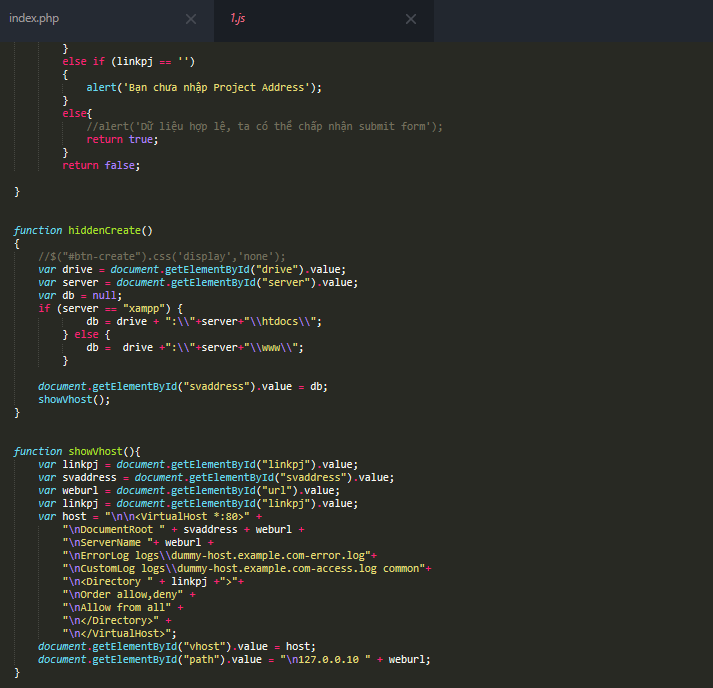 index.php
1.js
}
else if (linkpj == '')
{
alert('Bạn chưa nhập Project Address');
}
else{
//alert('Dữ liệu hợp lệ, ta có thể chấp nhận submit form');
return true;
}
return false;
}
function hiddenCreate()
{
//$("#btn-create").css('display','none');
var drive = document.getElementById("drive").value;
var server = document.getElementById("server").value;
var db = null;
if (server == "xampp") {
db = drive + ":\\"+server+"\\htdocs\\";
} else {
db =  drive +":\\"+server+"\\www\\";
}
document.getElementById("svaddress").value = db;
showVhost();
}
function showVhost(){
var linkpj = document.getElementById("linkpj").value;
var svaddress = document.getElementById("svaddress").value;
var weburl = document.getElementById("url").value;
var linkpj = document.getElementById("linkpj").value;
var host = "\n\n<VirtualHost *:80>" +
"\nDocumentRoot " + svaddress + weburl +
"\nServerName "+ weburl +
"\nErrorLog logs\\dummy-host.example.com-error.log"+
"\nCustomLog logs\\dummy-host.example.com-access.log common"+
"\n<Directory " + linkpj +">"+
"\nOrder allow,deny" +
"\nAllow from all" +
"\n</Directory>" +
"\n</VirtualHost>";
document.getElementById("vhost").value = host;
document.getElementById("path").value = "\n127.0.0.10 " + weburl;
}